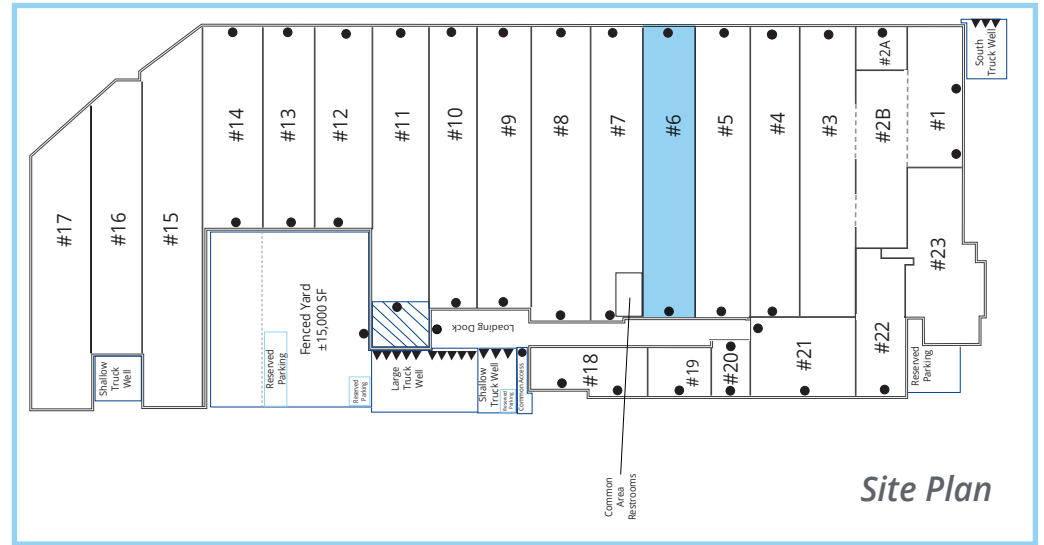 #17
#16
#15
#14
#13
#12
#11
#10
#9
#8
#7
#6
#5
#4
#3
#2A
#2B
#1
South
Truck Well
#23
#22
#21
#20
#19
#18
Loading Dock
Fenced Yard
±15,000 SF
Reserved
Parking
Reserved
Parking
Shallow
Truck
Well
Large
Truck
Well
Shallow
Truck Well
Reserved
Parking
Common Access
Reserved
Parking
Common
Area
Restrooms
Site Plan